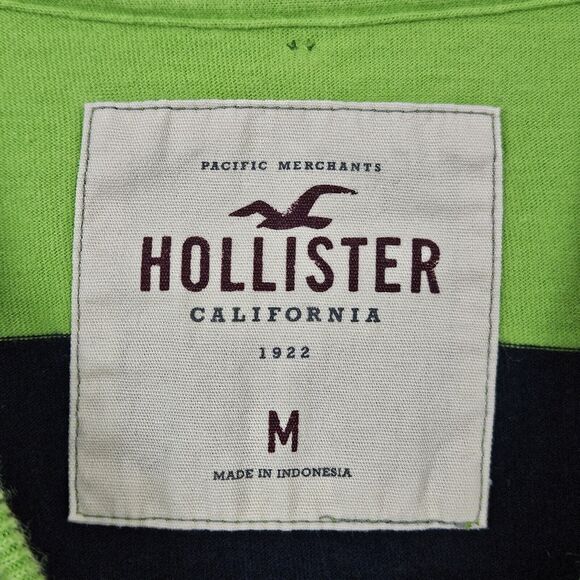 PACIFIC MERCHANTS
HOLLISTER
CALIFORNIA
1922
M
MADE IN INDONESIA